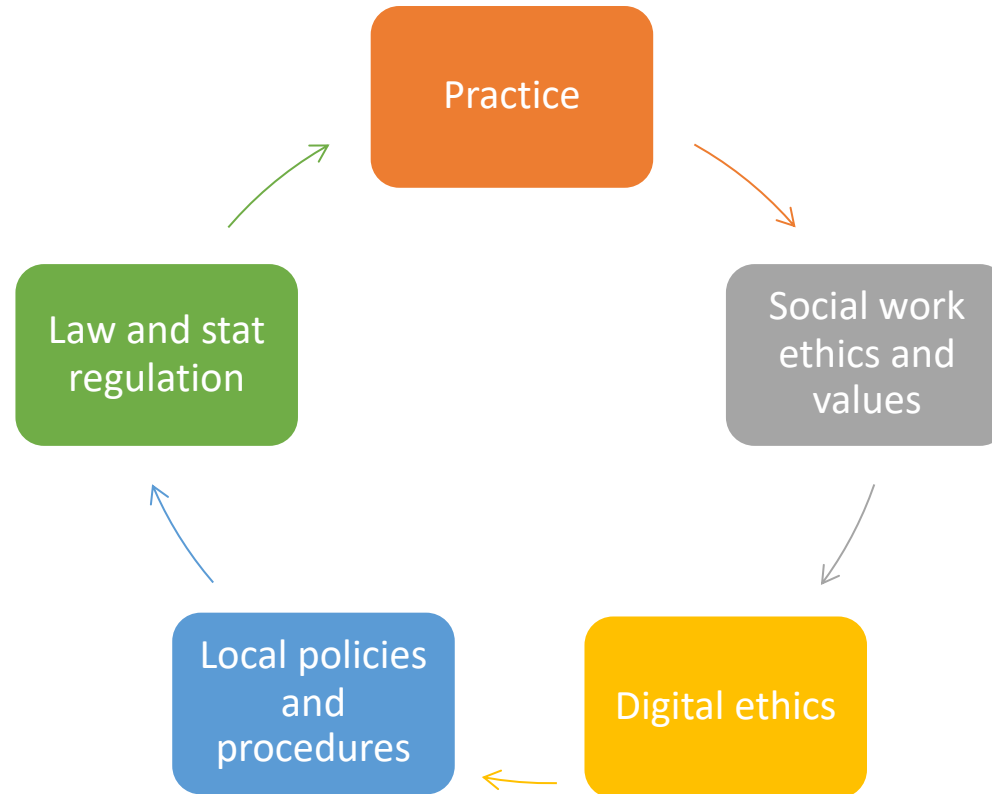 Practice
Social work
ethics and
values
Digital ethics
Local policies
and
procedures
Law and stat
regulation